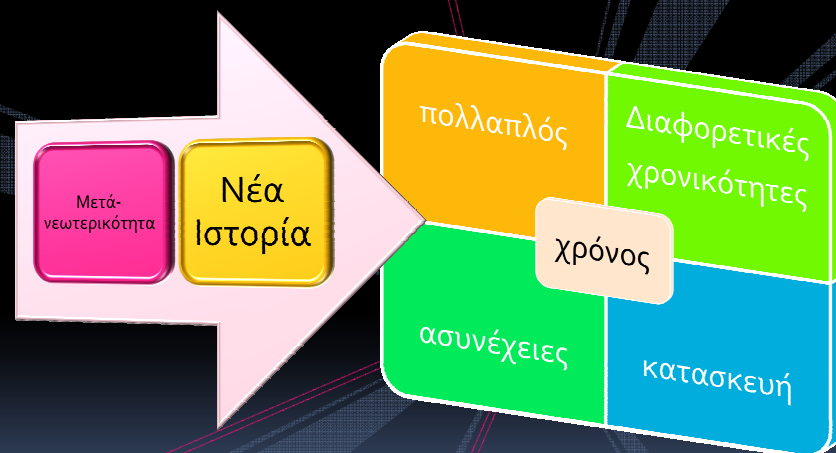 Μετά-
νεωτερικότητα
Νέα
Ιστορία
πολλαπλός
Διαφορετικές
χρονικότητες
χρόνος
ασυνέχειες
κατασκευή